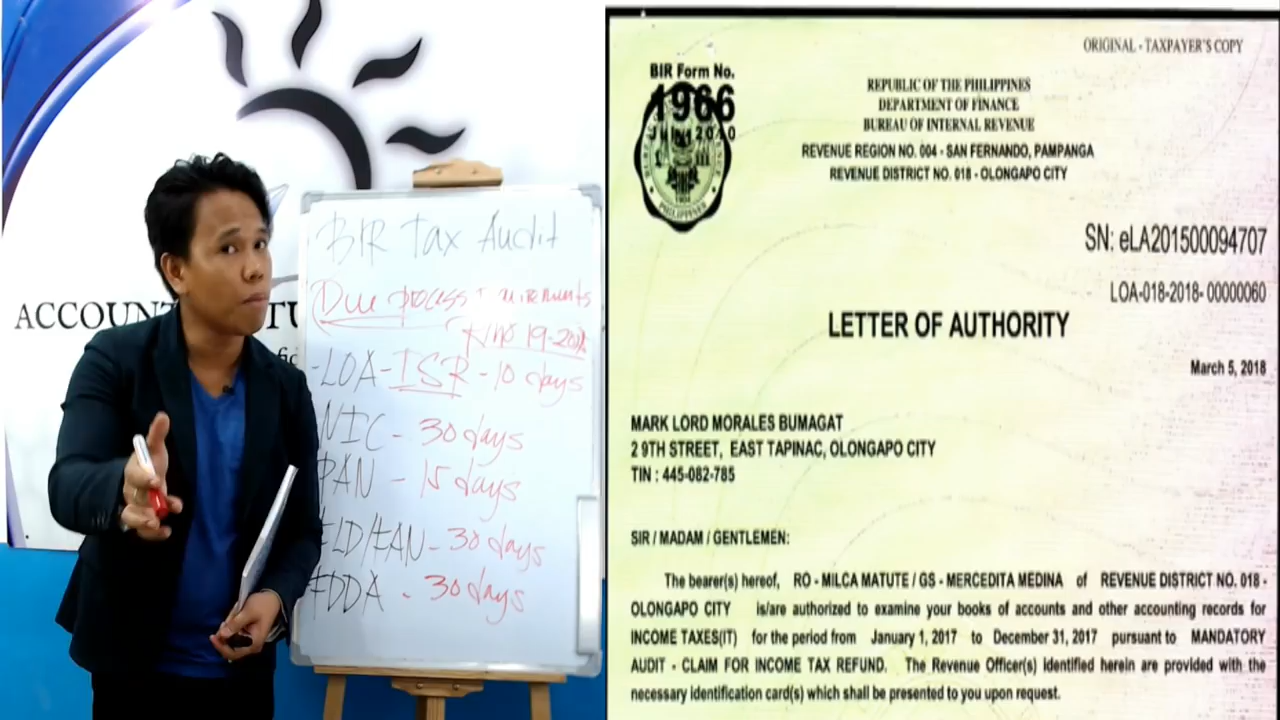 ACCOUNT
BIR Tax Audit
Due process
19-
-LOA-ISR - 10 days
NIC - 30 days
PAN - 15 days
FLD/FAN - 30 days
FDDA - 30 days
ORIGINAL - TAXPAYER'S COPY
BIR Form No.
1966
REPUBLIC OF THE PHILIPPINES
DEPARTMENT OF FINANCE
BUREAU OF INTERNAL REVENUE
REVENUE REGION NO. 004 - SAN FERNANDO, PAMPANGA
REVENUE DISTRICT NO. 018 - OLONGAPO CITY
SN: eLA201500094707
LOA-018-2018- 00000060
LETTER OF AUTHORITY
March 5, 2018
MARK LORD MORALES BUMAGAT
2 9TH STREET, EAST TAPINAC, OLONGAPO CITY
TIN : 445-082-785
SIR / MADAM / GENTLEMEN:
The bearer(s) hereof, RO - MILCA MATUTE / GS - MERCEDITA MEDINA of REVENUE DISTRICT NO. 018 -
OLONGAPO CITY is/are authorized to examine your books of accounts and other accounting records for
INCOME TAXES(IT) for the period from January 1, 2017 to December 31, 2017 pursuant to MANDATORY
AUDIT - CLAIM FOR INCOME TAX REFUND. The Revenue Officer(s) identified herein are provided with the
necessary identification card(s) which shall be presented to you upon request.